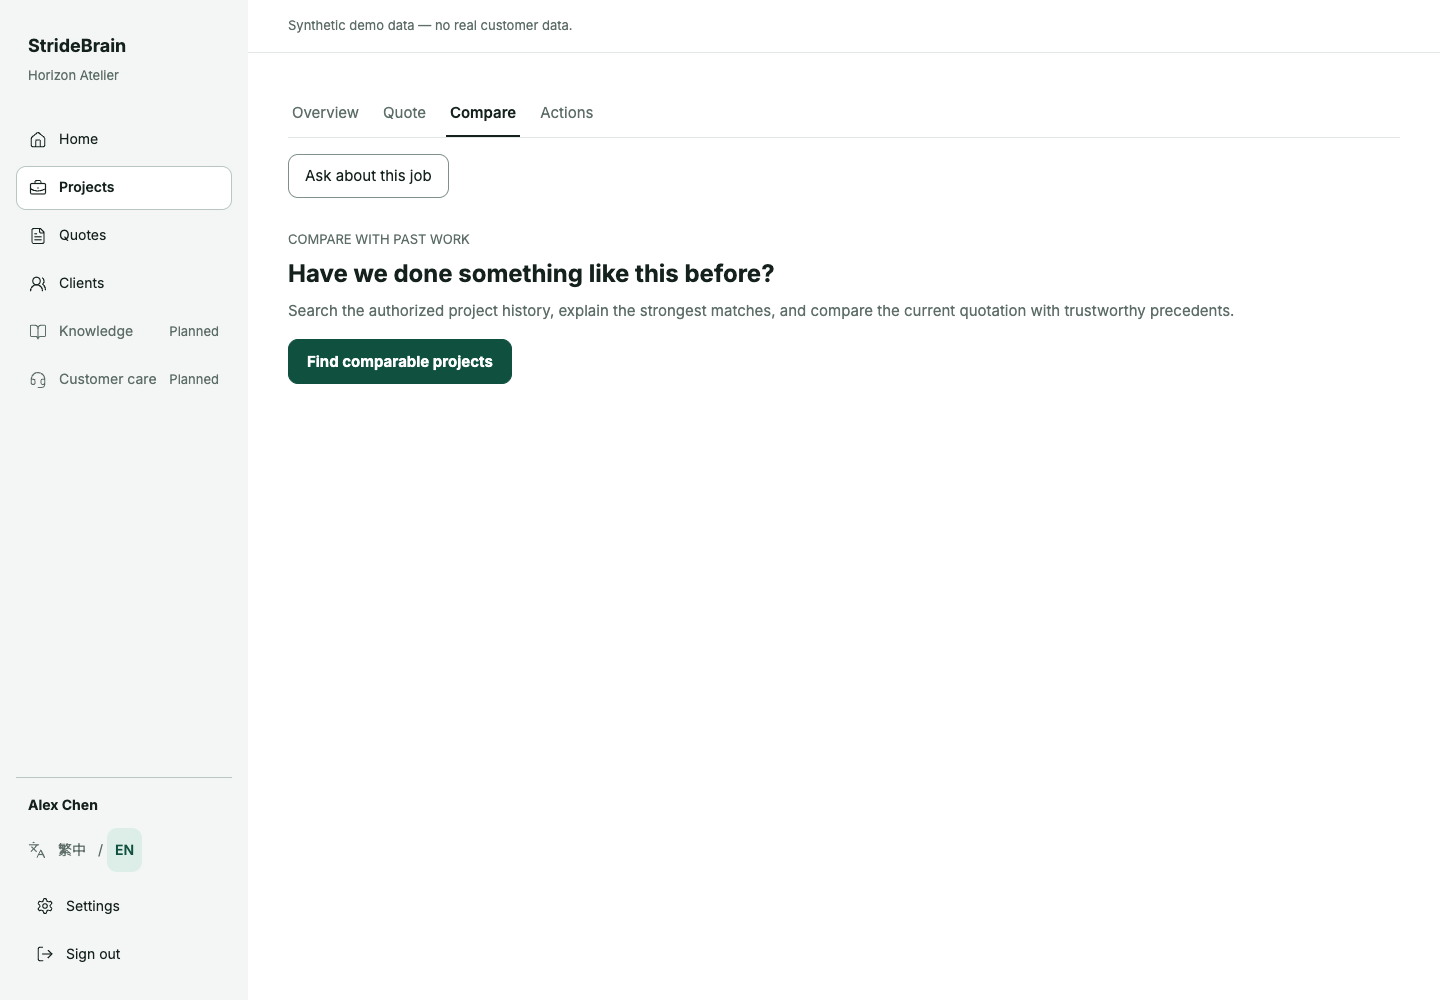 StrideBrain
Horizon Atelier
Home
Projects
Quotes
Clients
Knowledge Planned
Customer care Planned
Alex Chen
繁中 / EN
Settings
Sign out
Synthetic demo data — no real customer data.
Overview Quote Compare Actions
Ask about this job
COMPARE WITH PAST WORK
Have we done something like this before?
Search the authorized project history, explain the strongest matches, and compare the current quotation with trustworthy precedents.
Find comparable projects